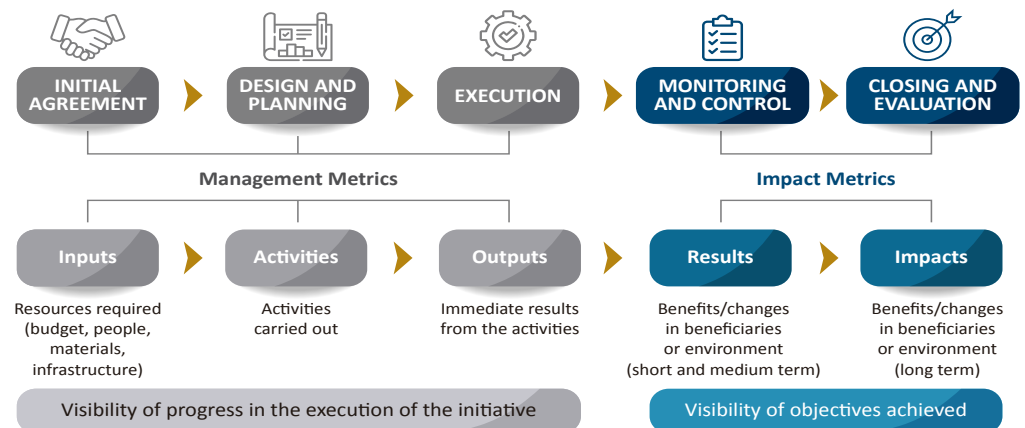 INITIAL
AGREEMENT
DESIGN AND
PLANNING
EXECUTION
MONITORING
AND CONTROL
CLOSING AND
EVALUATION
Management Metrics
Impact Metrics
Inputs
Activities
Outputs
Results
Impacts
Resources required
(budget, people,
materials,
infrastructure)
Activities
carried out
Immediate results
from the activities
Benefits/changes
in beneficiaries
or environment
(short and medium term)
Benefits/changes
in beneficiaries
or environment
(long term)
Visibility of progress in the execution of the initiative
Visibility of objectives achieved